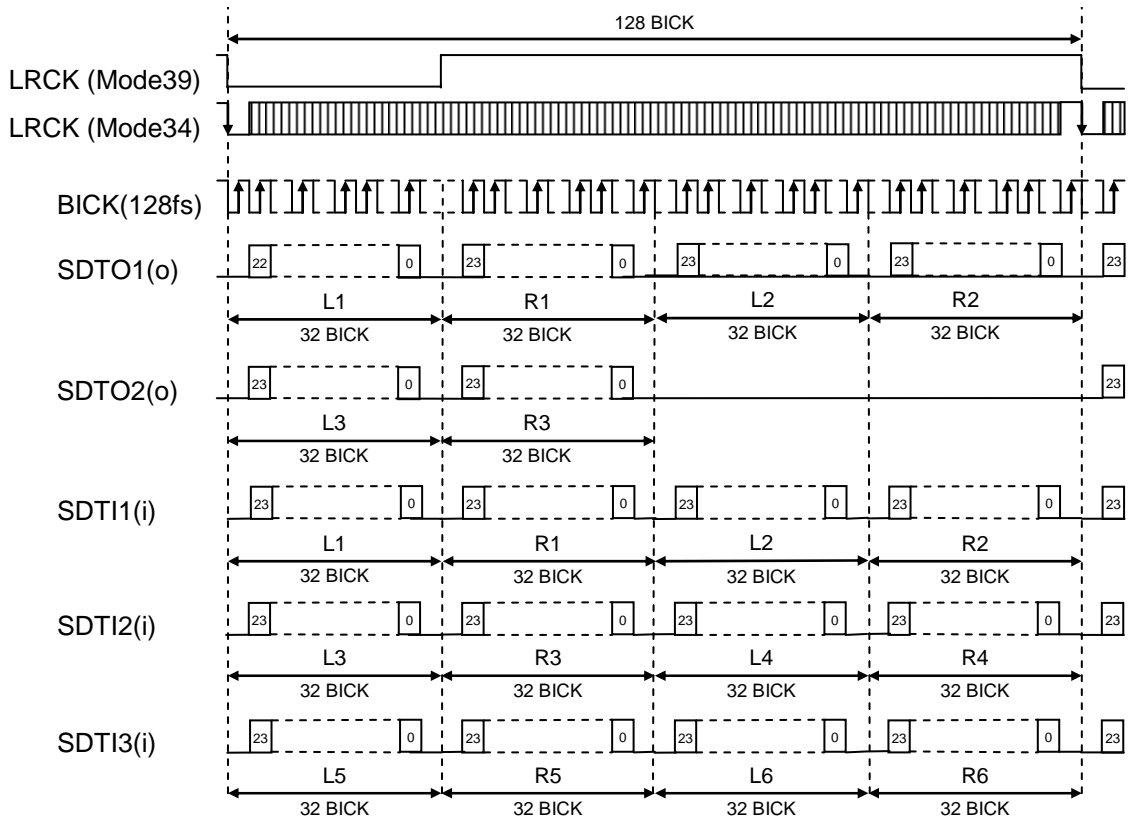 128 BICK
LRCK (Mode39)
LRCK (Mode34)
BICK(128fs)
SDTO1(o)
22 0 23 0 23 0 23 0 23
L1 R1 L2 R2
32 BICK 32 BICK 32 BICK 32 BICK
SDTO2(o)
23 0 23 0 23
L3 R3
32 BICK 32 BICK
SDTI1(i)
23 0 23 0 23 0 23 0 23
L1 R1 L2 R2
32 BICK 32 BICK 32 BICK 32 BICK
SDTI2(i)
23 0 23 0 23 0 23 0 23
L3 R3 L4 R4
32 BICK 32 BICK 32 BICK 32 BICK
SDTI3(i)
23 0 23 0 23 0 23 0 23
L5 R5 L6 R6
32 BICK 32 BICK 32 BICK 32 BICK